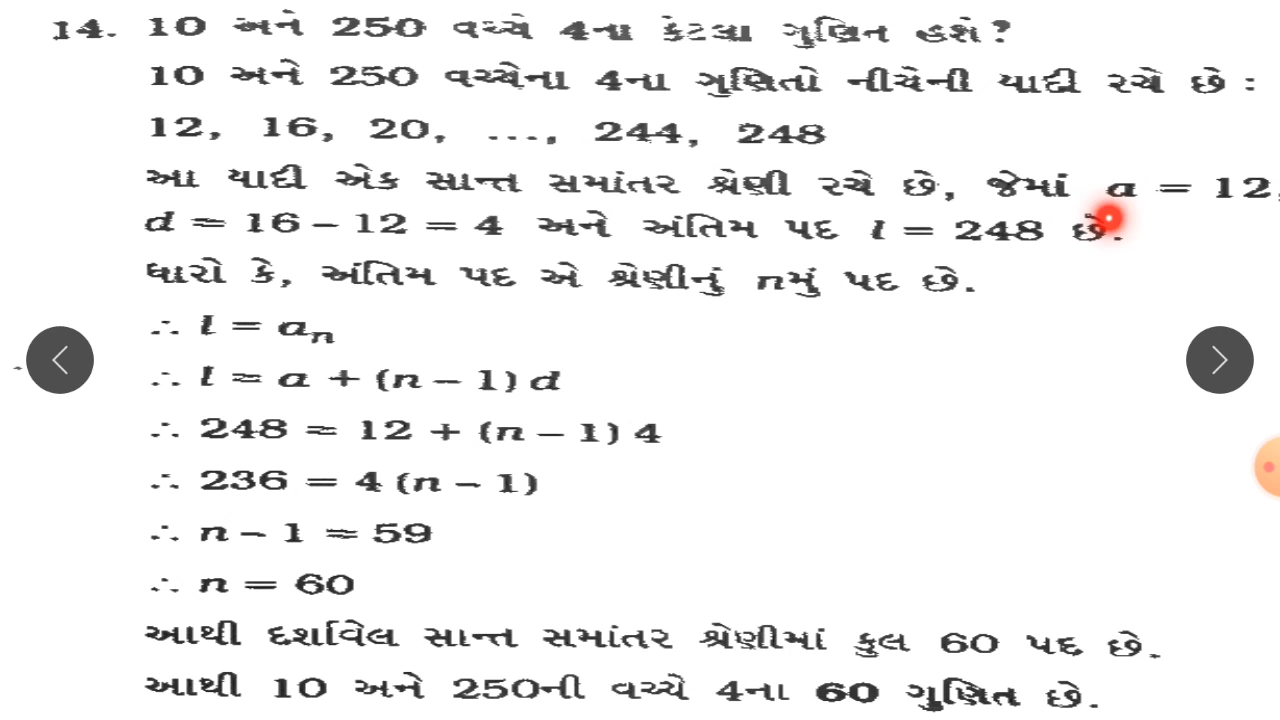 14. 10 અને 250 વચ્ચે 4ના કેટલા ગુણિત હશે?
10 અને 250 વચ્ચેના 4ના ગુણિતો નીચેની યાદી રચે છે :
12, 16, 20, ..., 244, 248
આ યાદી એક સાન્ત સમાંતર શ્રેણી રચે છે, જેમાં a = 12,
d = 16 – 12 = 4 અને અંતિમ પદ l = 248 છે.
ધારો કે, અંતિમ પદ એ શ્રેણીનું nમું પદ છે.
∴ l = aₙ
∴ l = a + (n – 1) d
∴ 248 = 12 + (n – 1) 4
∴ 236 = 4 (n – 1)
∴ n – 1 = 59
∴ n = 60
આથી દર્શાવેલ સાન્ત સમાંતર શ્રેણીમાં કુલ 60 પદ છે.
આથી 10 અને 250ની વચ્ચે 4ના 60 ગુણિત છે.